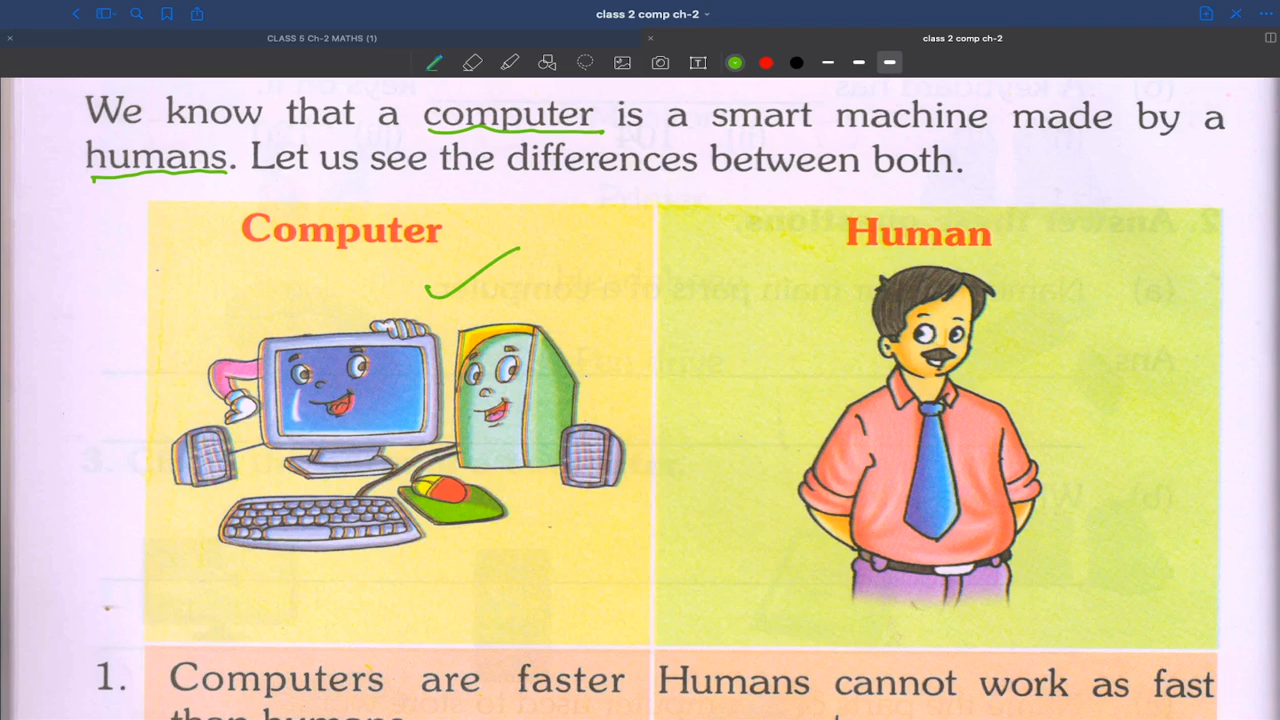 class 2 comp ch-2
CLASS 5 Ch-2 MATHS (1)
class 2 comp ch-2
We know that a computer is a smart machine made by a
humans. Let us see the differences between both.
Computer
Human
1. Computers are faster
Humans cannot work as fast
than humans